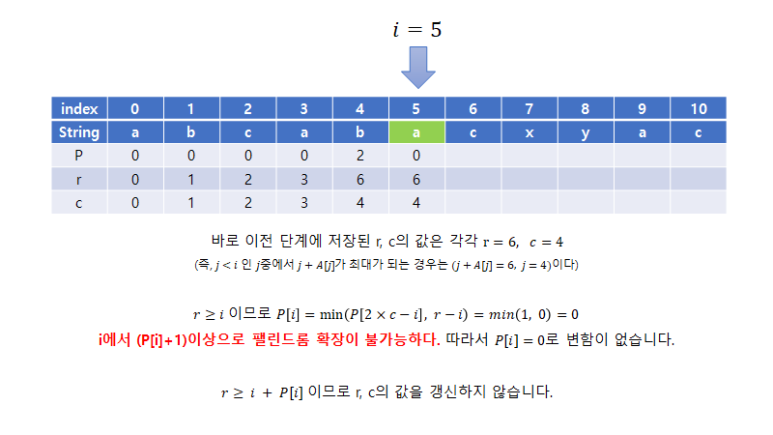 i = 5
index 0 1 2 3 4 5 6 7 8 9 10
String a b c a b a c x y a c
P 0 0 0 0 2 0
r 0 1 2 3 6 6
c 0 1 2 3 4 4
바로 이전 단계에 저장된 r, c의 값은 각각 r = 6, c = 4
(즉, j < i 인 j중에서 j + A[j]가 최대가 되는 경우는 (j + A[j] = 6, j = 4)이다)
r ≥ i 이므로 P[i] = min(P[2 × c − i], r − i) = min(1, 0) = 0
i에서 (P[i]+1)이상으로 팰린드롬 확장이 불가능하다. 따라서 P[i] = 0로 변함이 없습니다.
r ≥ i + P[i] 이므로 r, c의 값을 갱신하지 않습니다.